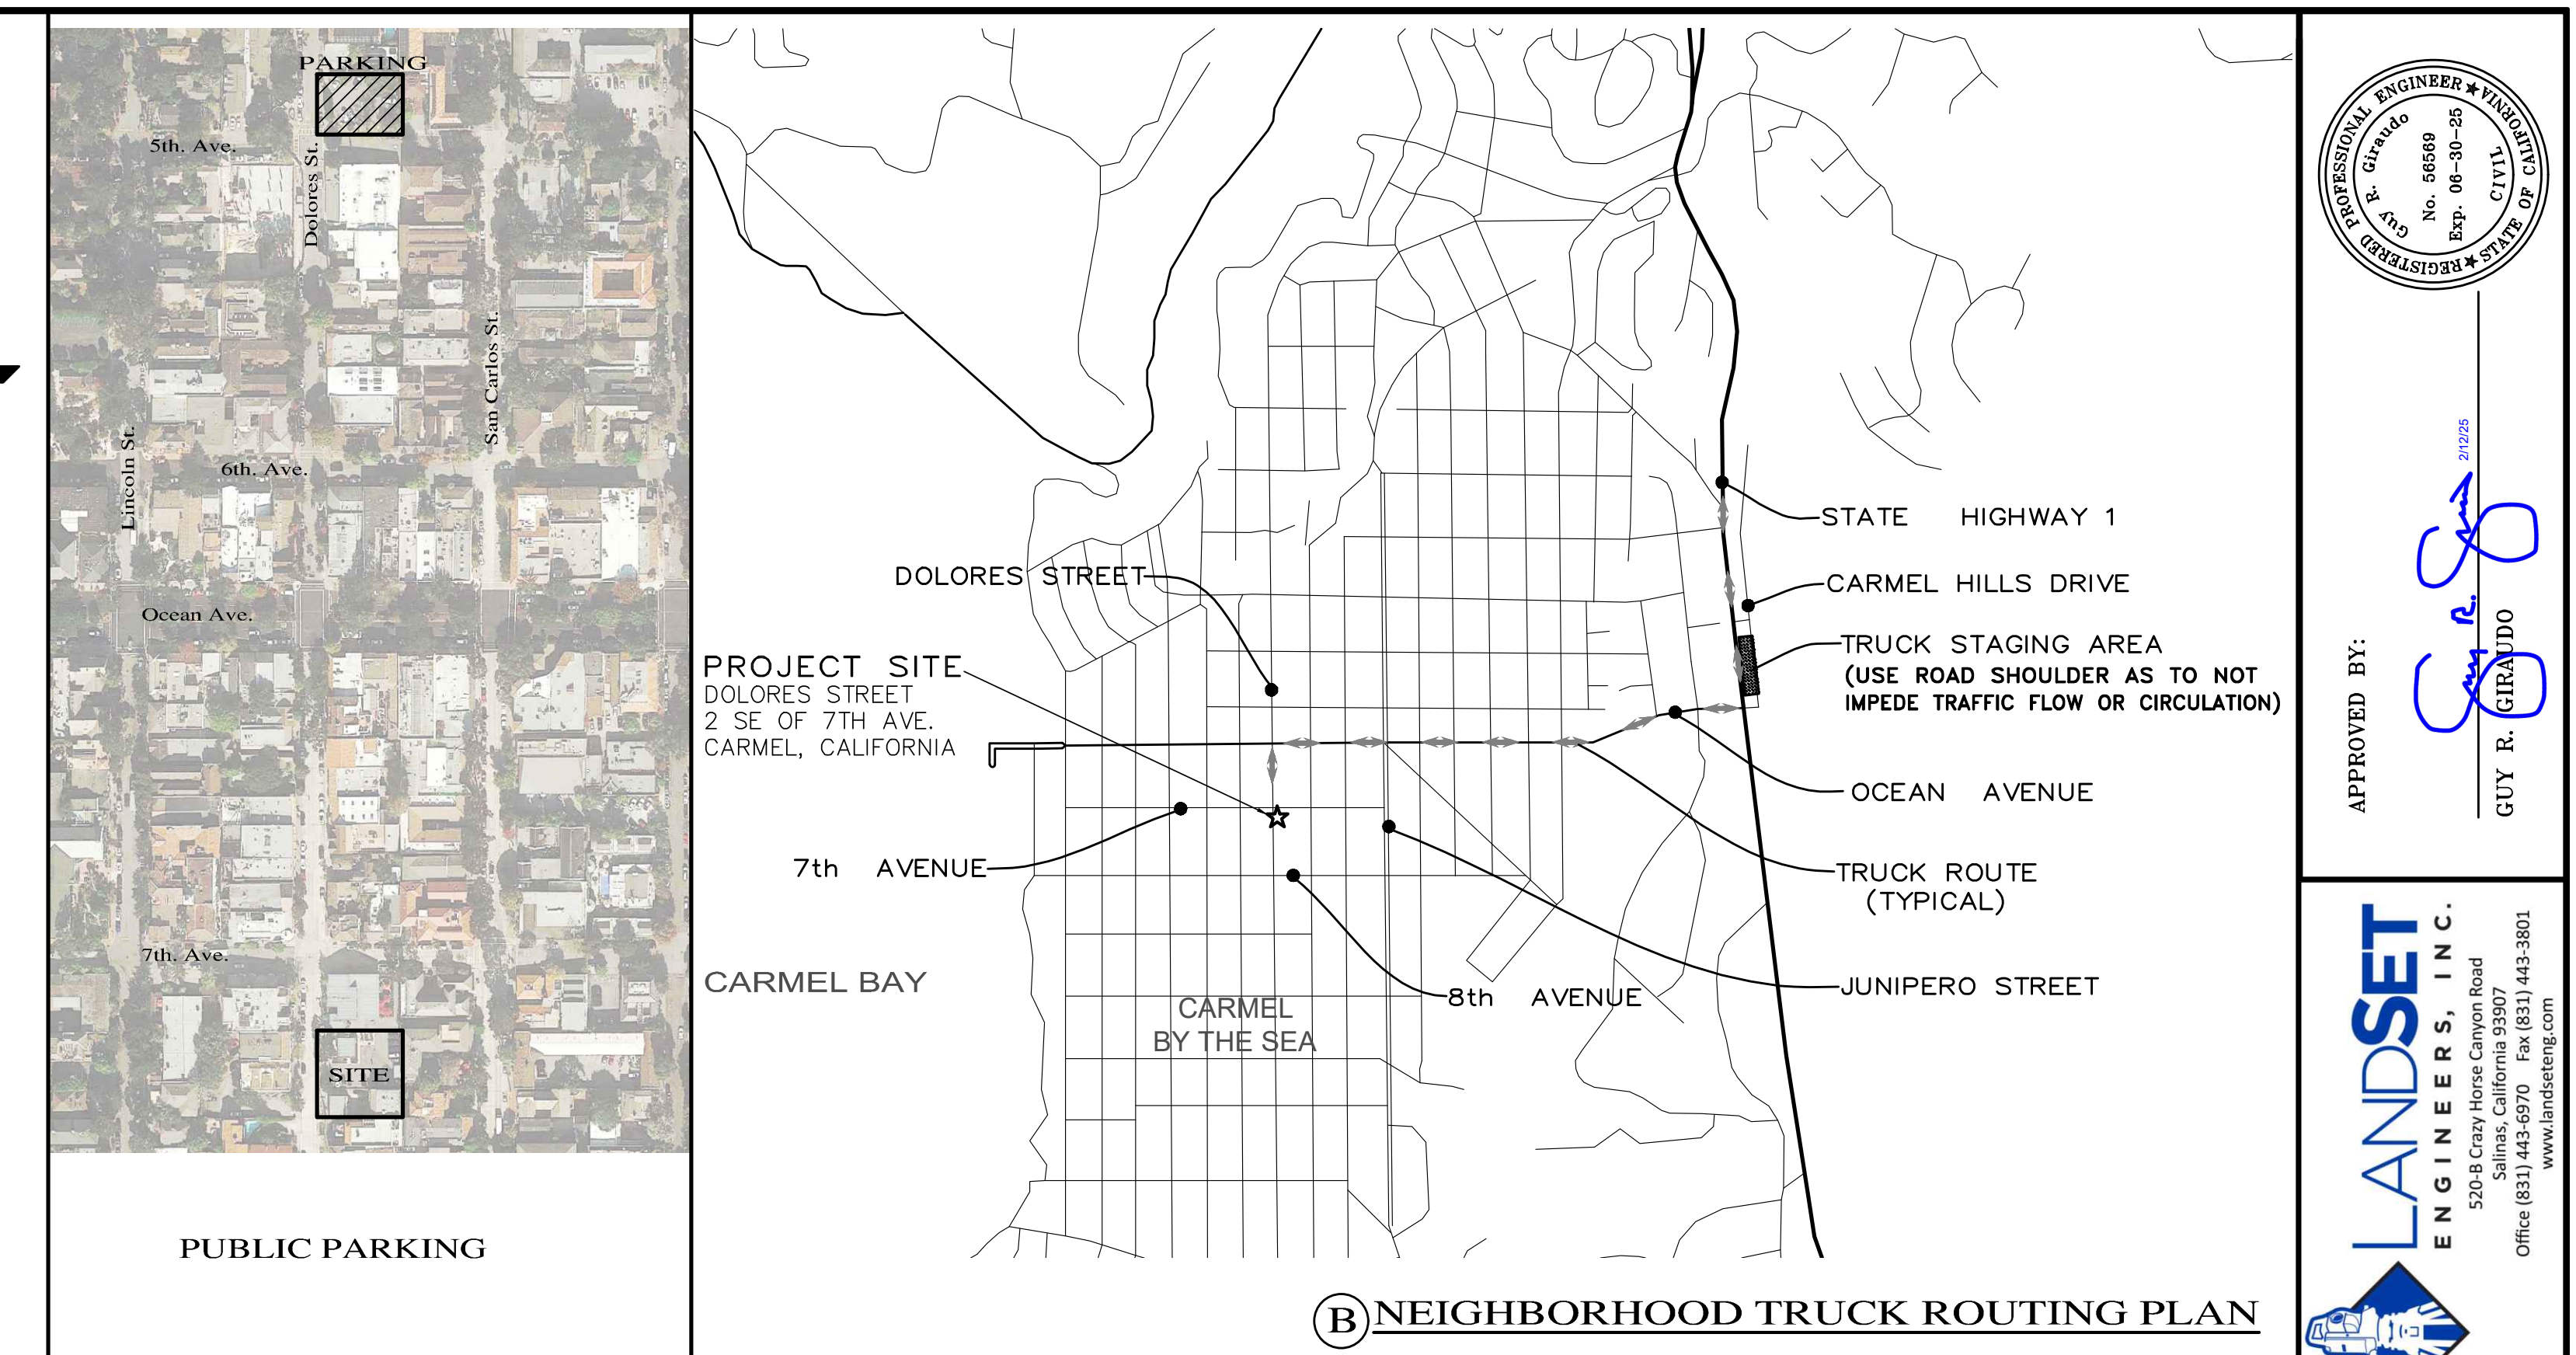 PARKING
5th. Ave.
Dolores St.
San Carlos St.
Lincoln St.
6th. Ave.
Ocean Ave.
7th. Ave.
SITE
PUBLIC PARKING
STATE HIGHWAY 1
DOLORES STREET
CARMEL HILLS DRIVE
TRUCK STAGING AREA
(USE ROAD SHOULDER AS TO NOT
IMPEDE TRAFFIC FLOW OR CIRCULATION)
PROJECT SITE
DOLORES STREET
2 SE OF 7TH AVE.
CARMEL, CALIFORNIA
OCEAN AVENUE
7th AVENUE
TRUCK ROUTE
(TYPICAL)
CARMEL BAY
JUNIPERO STREET
8th AVENUE
CARMEL
BY THE SEA
B NEIGHBORHOOD TRUCK ROUTING PLAN
REGISTERED PROFESSIONAL ENGINEER
STATE OF CALIFORNIA
Guy R. Giraudo
No. 56569
Exp. 06-30-25
CIVIL
APPROVED BY:
2/12/25
GUY R. GIRAUDO
LANDSET
ENGINEERS, INC.
520-B Crazy Horse Canyon Road
Salinas, California 93907
Office (831) 443-6970 Fax (831) 443-3801
www.landseteng.com